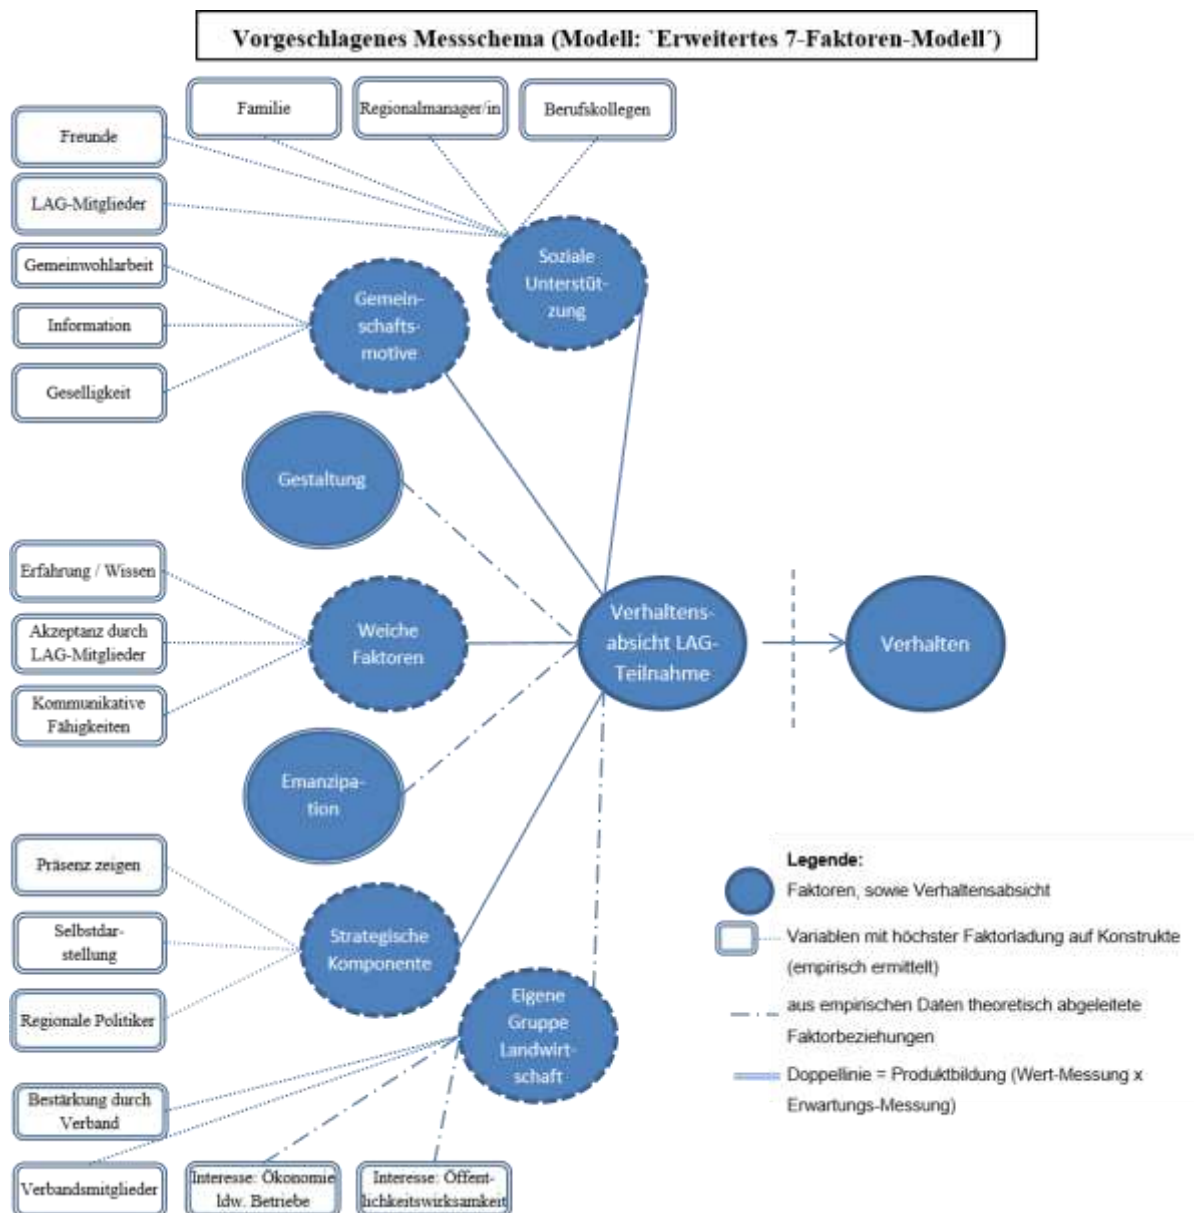 Vorgeschlagenes Messschema (Modell: `Erweitertes 7-Faktoren-Modell´)
Familie
Regionalmanager/in
Berufskollegen
Freunde
LAG-Mitglieder
Gemeinwohlarbeit
Information
Geselligkeit
Soziale
Unterstüt-
zung
Gemein-
schafts-
motive
Gestaltung
Erfahrung / Wissen
Akzeptanz durch
LAG-Mitglieder
Kommunikative
Fähigkeiten
Weiche
Faktoren
Verhaltens-
absicht LAG-
Teilnahme
Verhalten
Emanzipa-
tion
Präsenz zeigen
Selbstdar-
stellung
Regionale Politiker
Strategische
Komponente
Eigene
Gruppe
Landwirt-
schaft
Bestärkung durch
Verband
Verbandsmitglieder
Interesse: Ökonomie
ldw. Betriebe
Interesse: Öffent-
lichkeitswirksamkeit
Legende:
Faktoren, sowie Verhaltensabsicht
Variablen mit höchster Faktorladung auf Konstrukte
(empirisch ermittelt)
aus empirischen Daten theoretisch abgeleitete
Faktorbeziehungen
Doppellinie = Produktbildung (Wert-Messung x
Erwartungs-Messung)